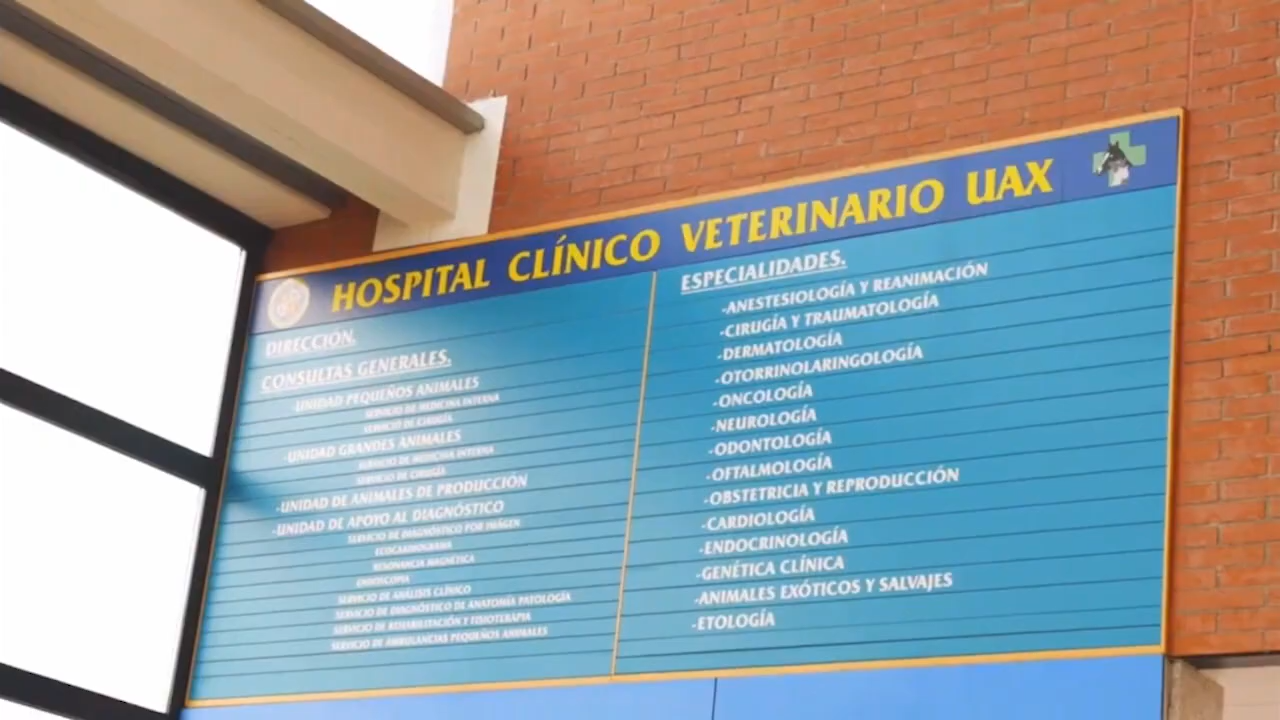 HOSPITAL CLÍNICO VETERINARIO UAX
DIRECCIÓN.
CONSULTAS GENERALES.
-UNIDAD PEQUEÑOS ANIMALES
SERVICIO DE MEDICINA INTERNA
SERVICIO DE CIRUGÍA
-UNIDAD GRANDES ANIMALES
SERVICIO DE MEDICINA INTERNA
SERVICIO DE CIRUGÍA
-UNIDAD DE ANIMALES DE PRODUCCIÓN
-UNIDAD DE APOYO AL DIAGNÓSTICO
SERVICIO DE DIAGNÓSTICO POR IMÁGEN
ECOCARDIOGRAMA
RESONANCIA MAGNÉTICA
ENDOSCOPIA
SERVICIO DE ANÁLISIS CLÍNICO
SERVICIO DE DIAGNÓSTICO DE ANATOMÍA PATOLOGÍA
SERVICIO DE REHABILITACIÓN Y FISIOTERAPIA
SERVICIO DE AMBULANCIAS PEQUEÑOS ANIMALES
ESPECIALIDADES.
-ANESTESIOLOGÍA Y REANIMACIÓN
-CIRUGÍA Y TRAUMATOLOGÍA
-DERMATOLOGÍA
-OTORRINOLARINGOLOGÍA
-ONCOLOGÍA
-NEUROLOGÍA
-ODONTOLOGÍA
-OFTALMOLOGÍA
-OBSTETRICIA Y REPRODUCCIÓN
-CARDIOLOGÍA
-ENDOCRINOLOGÍA
-GENÉTICA CLÍNICA
-ANIMALES EXÓTICOS Y SALVAJES
-ETOLOGÍA